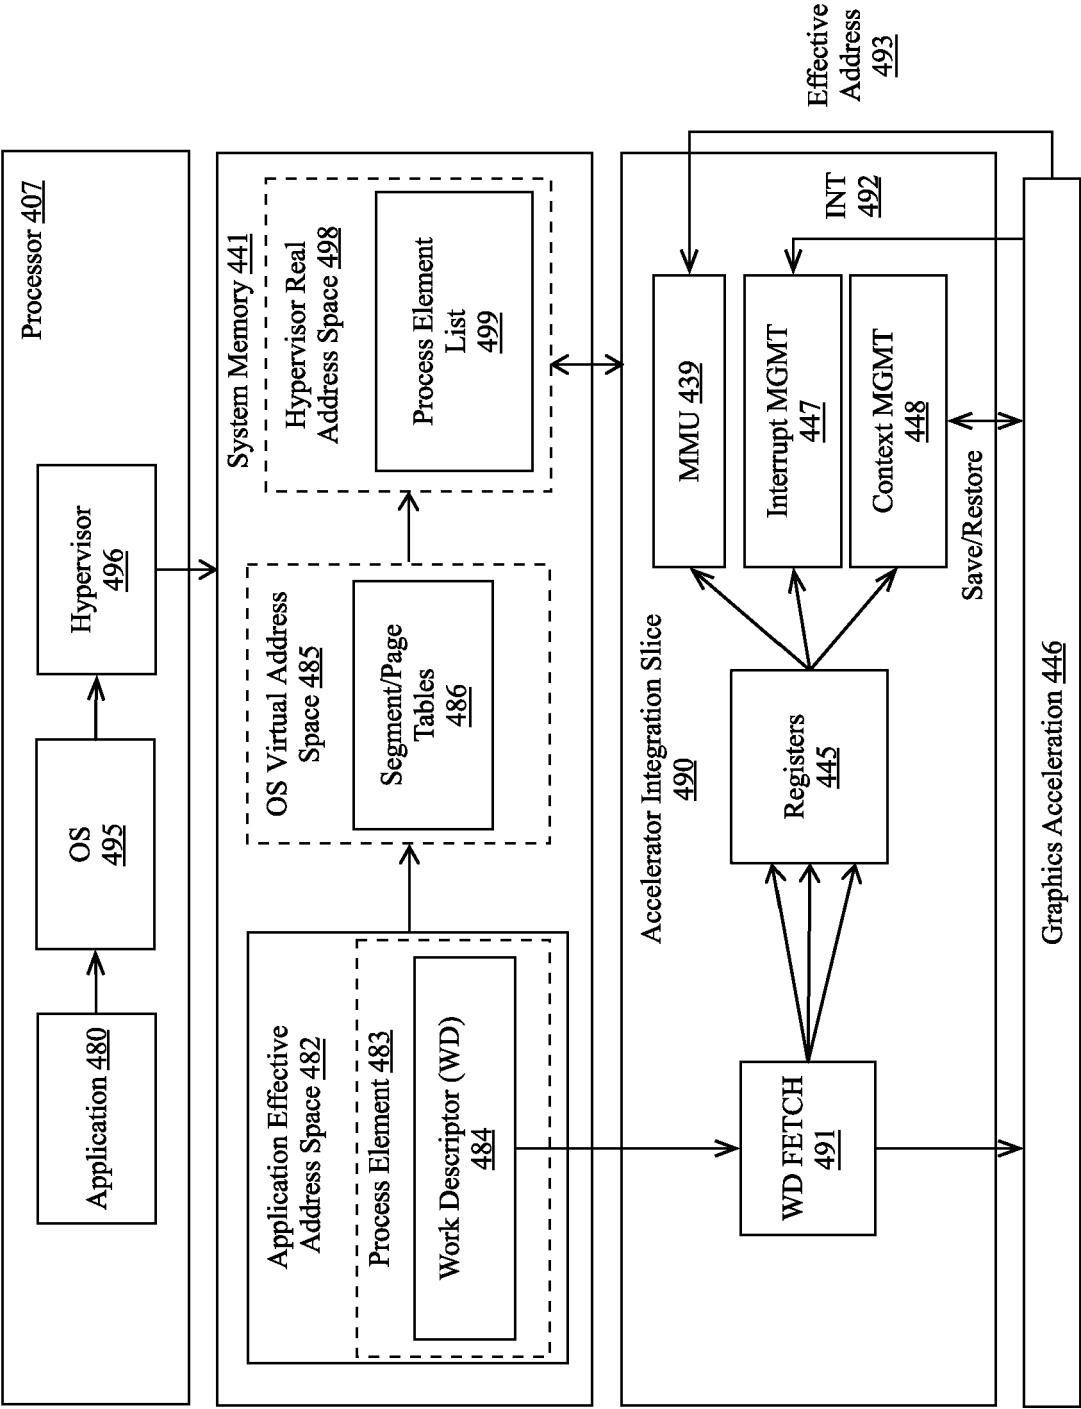 Processor 407
Application 480
OS
495
Hypervisor
496
System Memory 441
Application Effective
Address Space 482
Process Element 483
Work Descriptor (WD)
484
OS Virtual Address
Space 485
Segment/Page
Tables
486
Hypervisor Real
Address Space 498
Process Element
List
499
Accelerator Integration Slice
490
WD FETCH
491
Registers
445
MMU 439
Interrupt MGMT
447
Context MGMT
448
Save/Restore
INT
492
Effective
Address
493
Graphics Acceleration 446